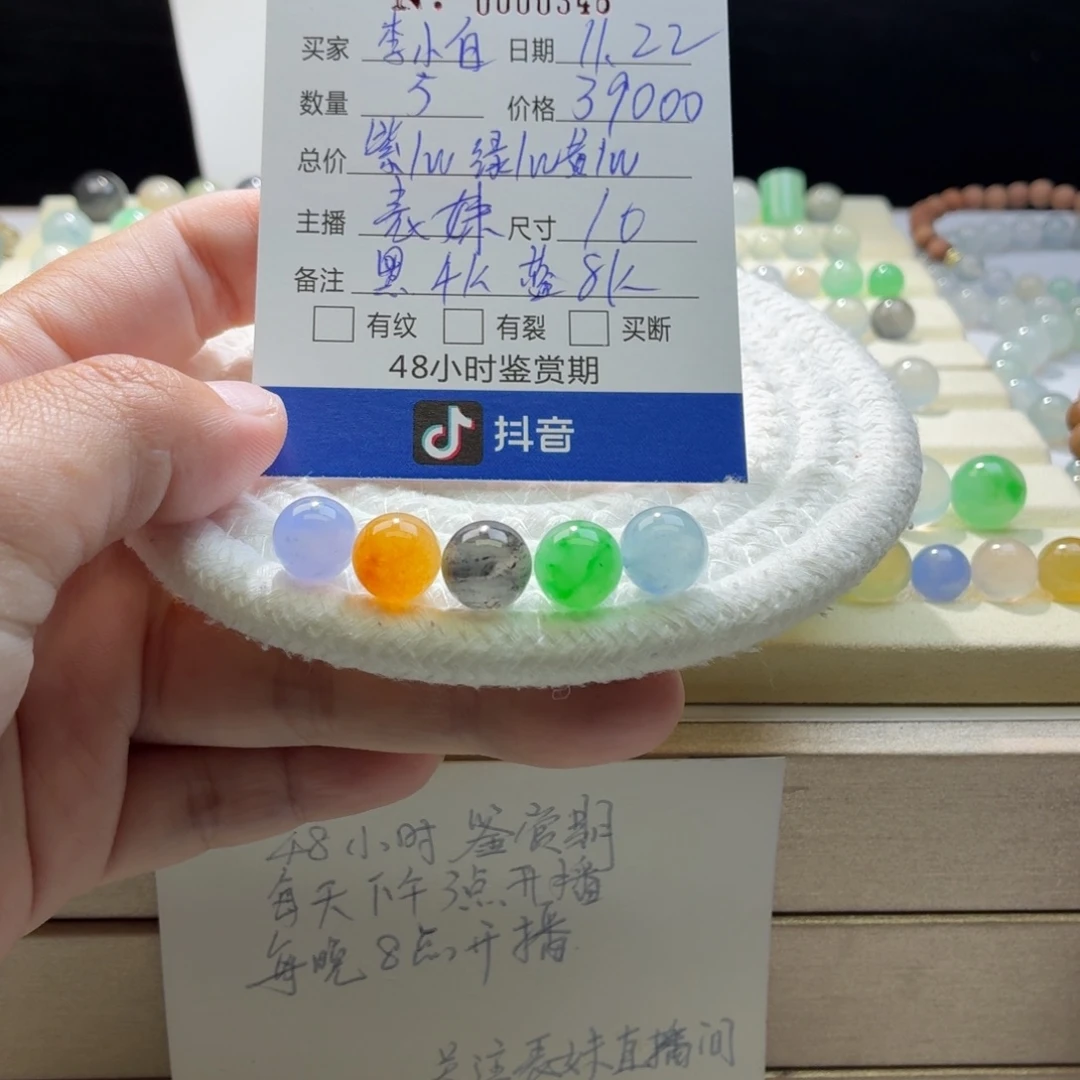 N. 0000346
买家 李小白 日期 11.22
数量 5 价格 39000
总价 紫1w 绿1w黄1w
主播 表妹 尺寸 10
备注 黑4K 蓝8K
有纹 有裂 买断
48小时鉴赏期
抖音
48小时鉴赏期
每天下午3点开播
每晚8点开播
关注表妹直播间